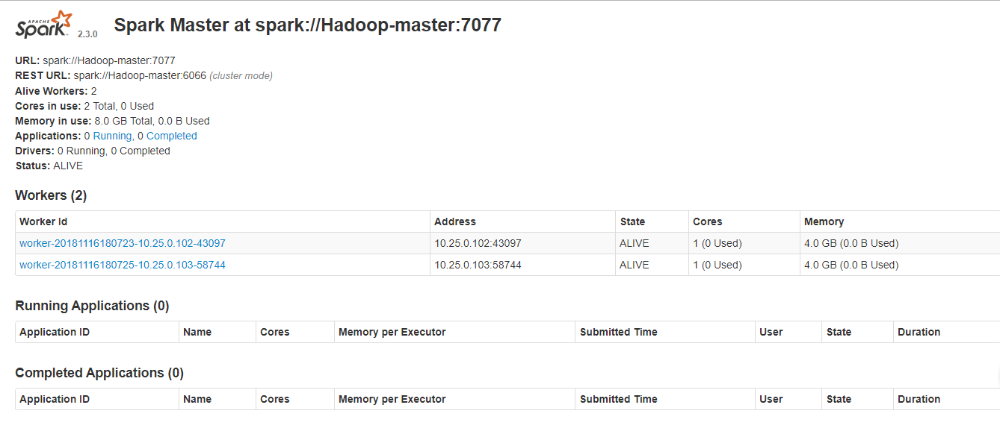 APACHE Spark 2.3.0 Spark Master at spark://Hadoop-master:7077
URL: spark://Hadoop-master:7077
REST URL: spark://Hadoop-master:6066 (cluster mode)
Alive Workers: 2
Cores in use: 2 Total, 0 Used
Memory in use: 8.0 GB Total, 0.0 B Used
Applications: 0 Running, 0 Completed
Drivers: 0 Running, 0 Completed
Status: ALIVE
Workers (2)
Worker Id Address State Cores Memory
worker-20181116180723-10.25.0.102-43097 10.25.0.102:43097 ALIVE 1 (0 Used) 4.0 GB (0.0 B Used)
worker-20181116180725-10.25.0.103-58744 10.25.0.103:58744 ALIVE 1 (0 Used) 4.0 GB (0.0 B Used)
Running Applications (0)
Application ID Name Cores Memory per Executor Submitted Time User State Duration
Completed Applications (0)
Application ID Name Cores Memory per Executor Submitted Time User State Duration